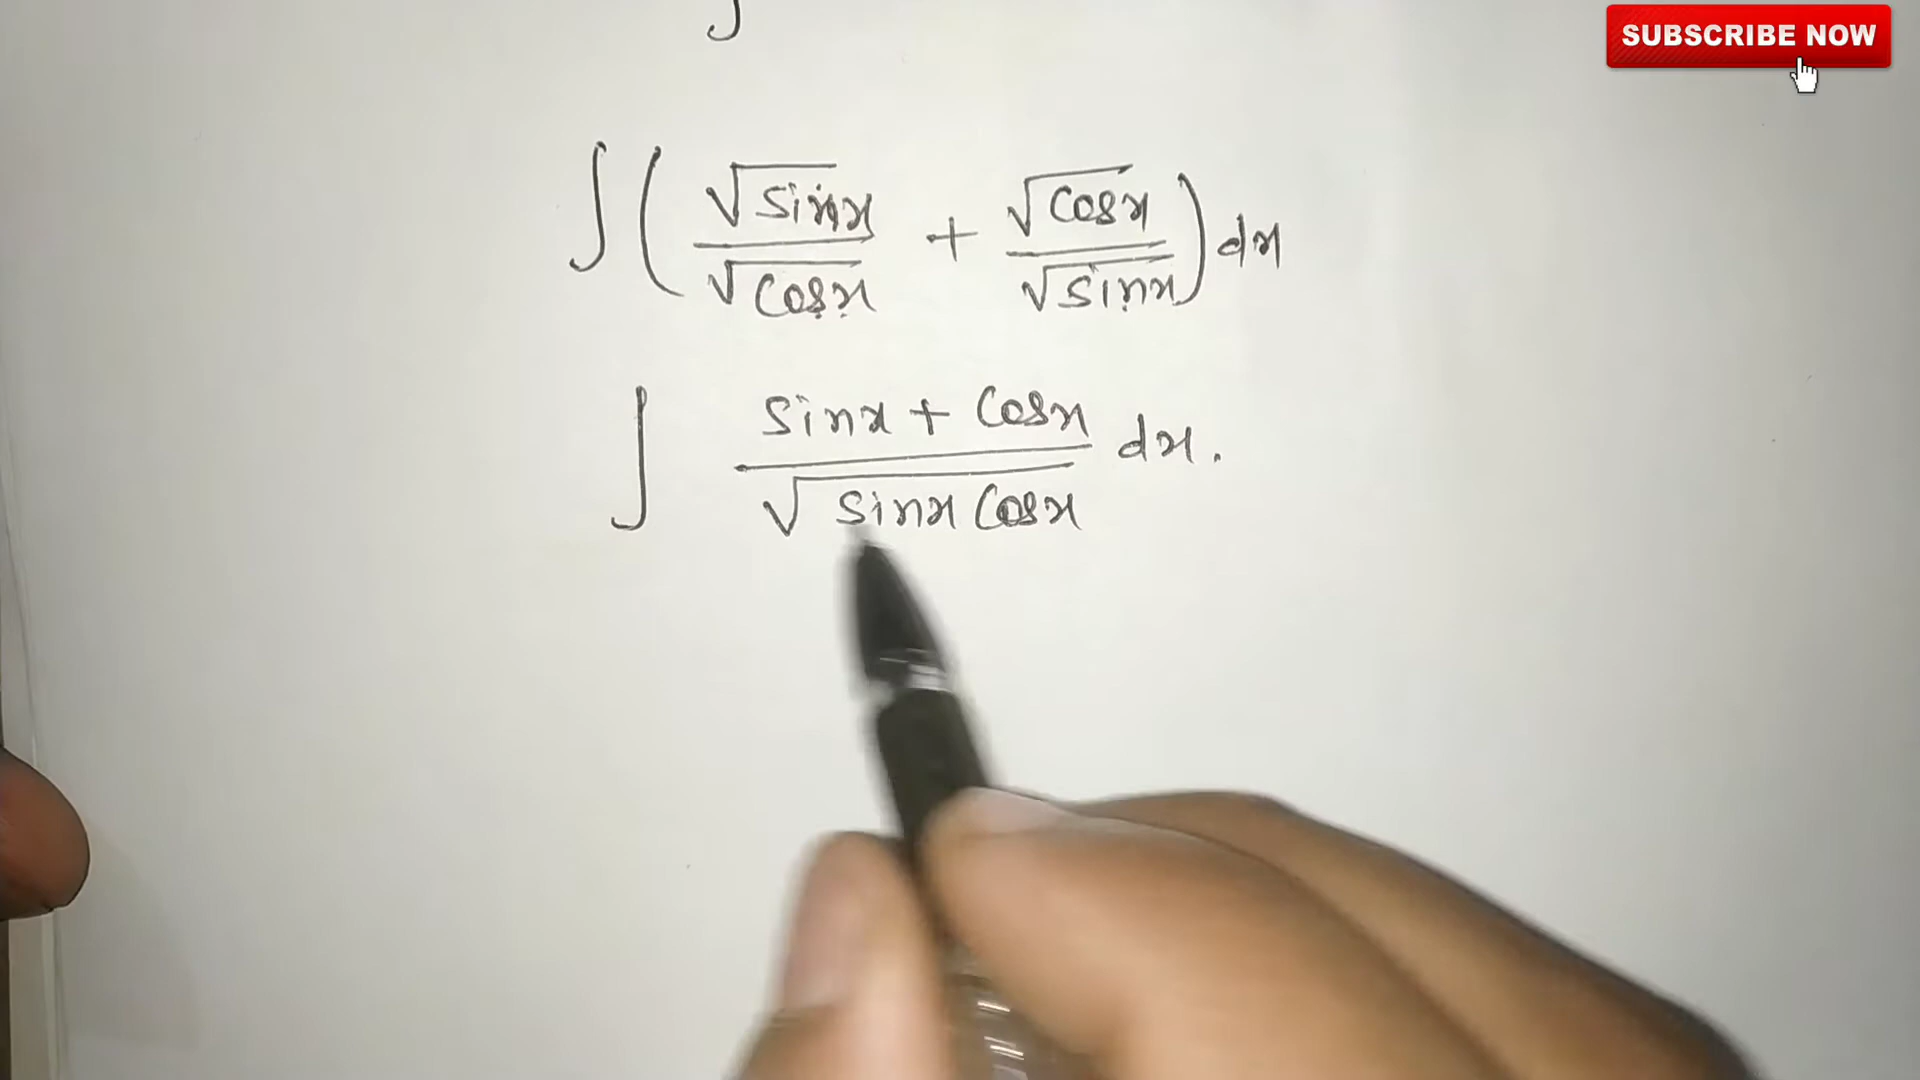 SUBSCRIBE NOW
∫
∫ ( √sinx / √cosx + √cosx / √sinx ) dx
∫ sinx + cosx / √sinx cosx dx.